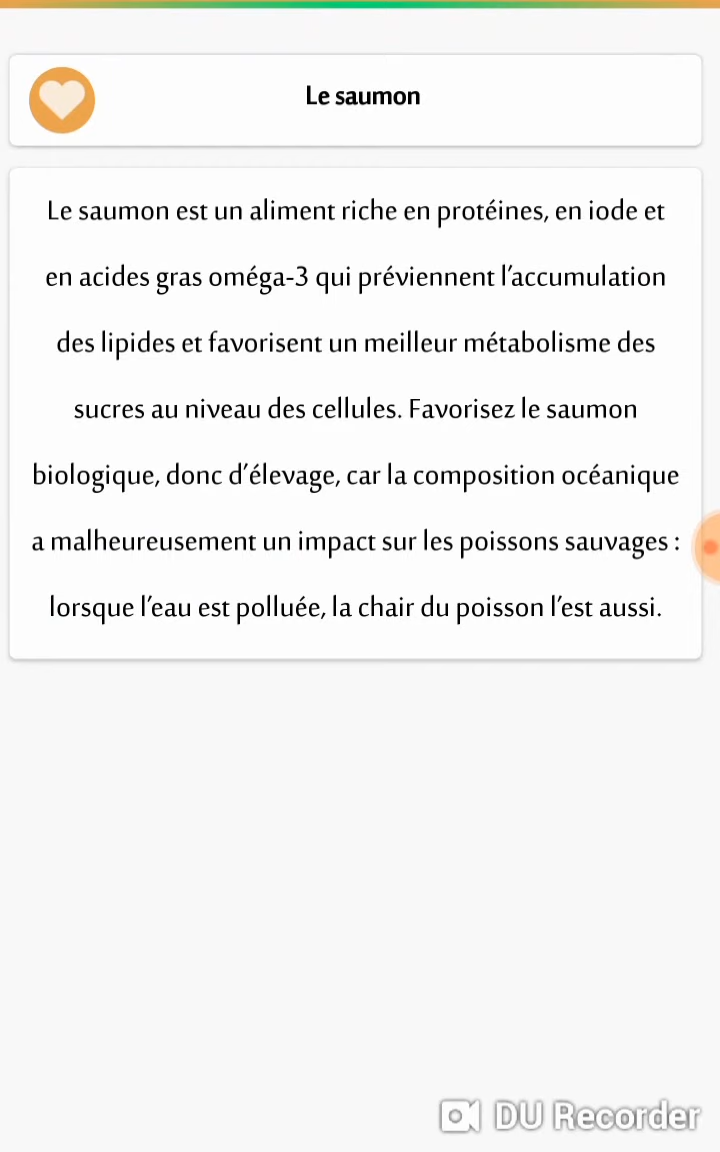 Le saumon
Le saumon est un aliment riche en protéines, en iode et
en acides gras oméga-3 qui préviennent l’accumulation
des lipides et favorisent un meilleur métabolisme des
sucres au niveau des cellules. Favorisez le saumon
biologique, donc d’élevage, car la composition océanique
a malheureusement un impact sur les poissons sauvages :
lorsque l’eau est polluée, la chair du poisson l’est aussi.
DU Recorder